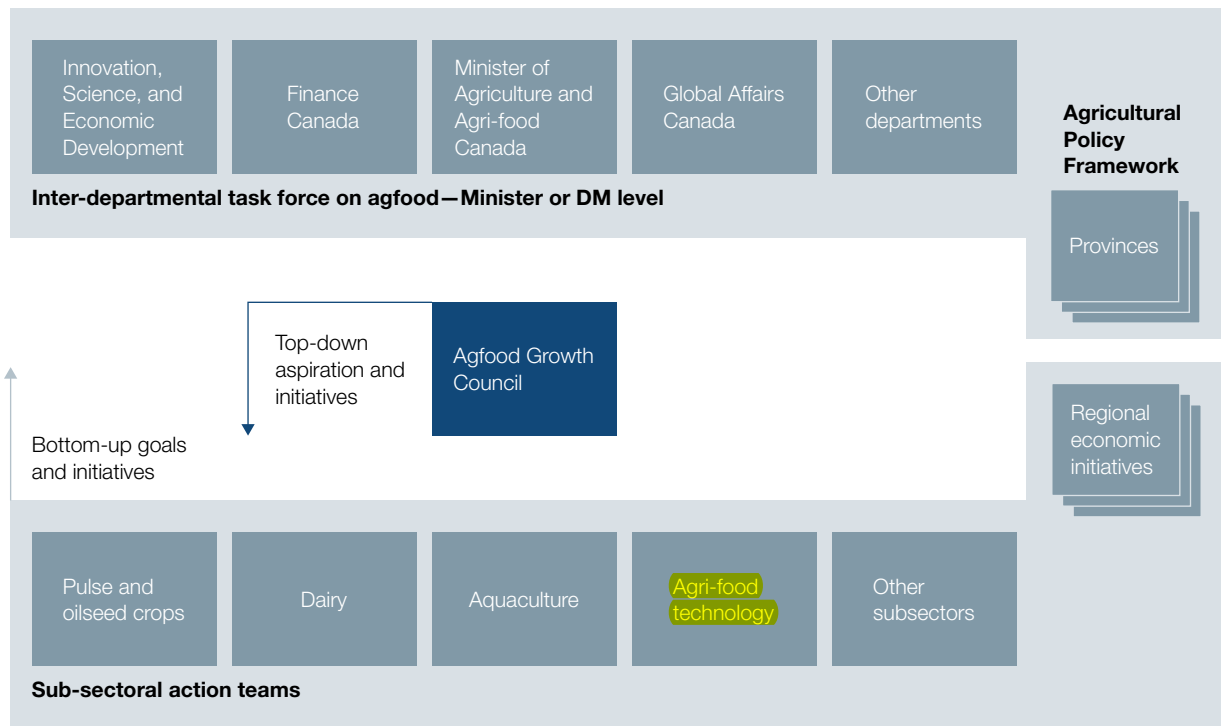 Innovation,
Science, and
Economic
Development
Finance
Canada
Minister of
Agriculture and
Agri-food
Canada
Global Affairs
Canada
Other
departments
Inter-departmental task force on agfood—Minister or DM level
Agricultural
Policy
Framework
Provinces
Top-down
aspiration and
initiatives
Agfood Growth
Council
Bottom-up goals
and initiatives
Regional
economic
initiatives
Pulse and
oilseed crops
Dairy
Aquaculture
Agri-food
technology
Other
subsectors
Sub-sectoral action teams